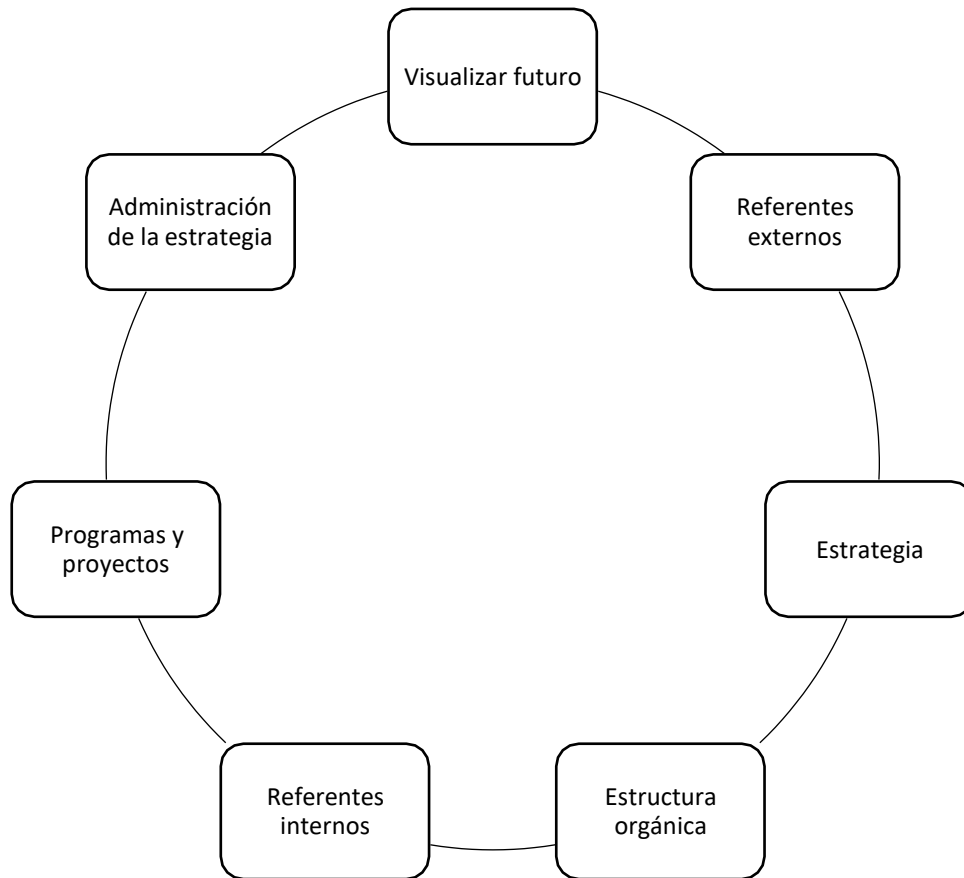 Visualizar futuro
Referentes
externos
Estrategia
Estructura
orgánica
Referentes
internos
Programas y
proyectos
Administración
de la estrategia